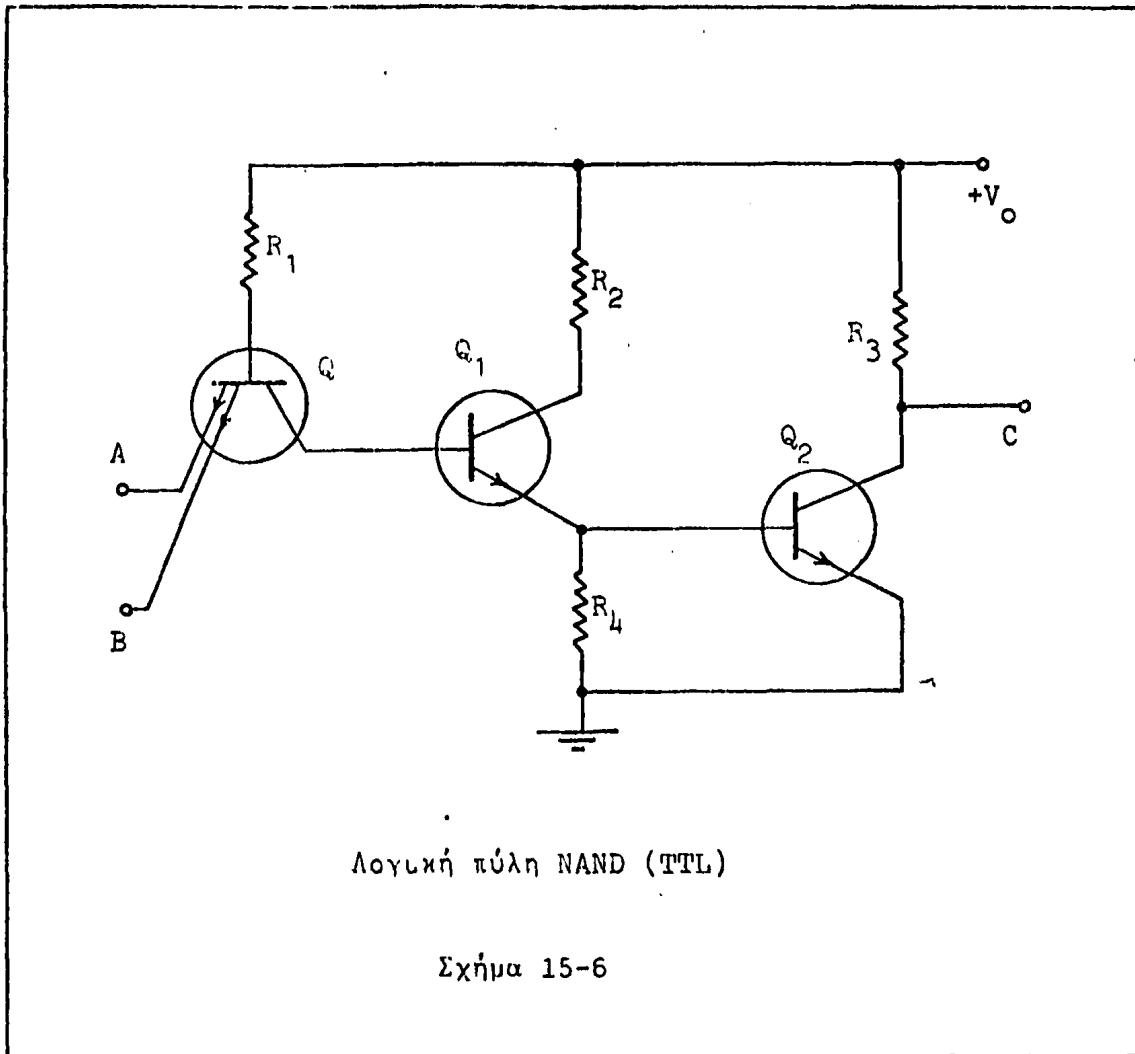 +V₀
R₁
R₂
R₃
Q
Q₁
Q₂
A
C
B
R₄
Λογική πύλη NAND (TTL)
Σχήμα 15-6